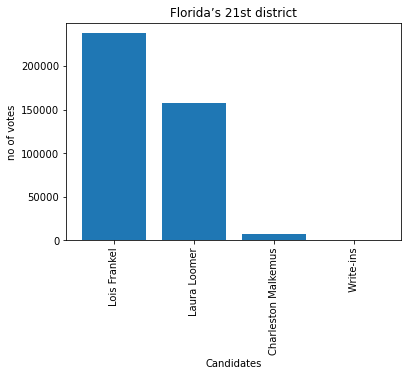 Florida’s 21st district
no of votes
200000
150000
100000
50000
0
Lois Frankel
Laura Loomer
Charleston Malkemus
Write-ins
Candidates